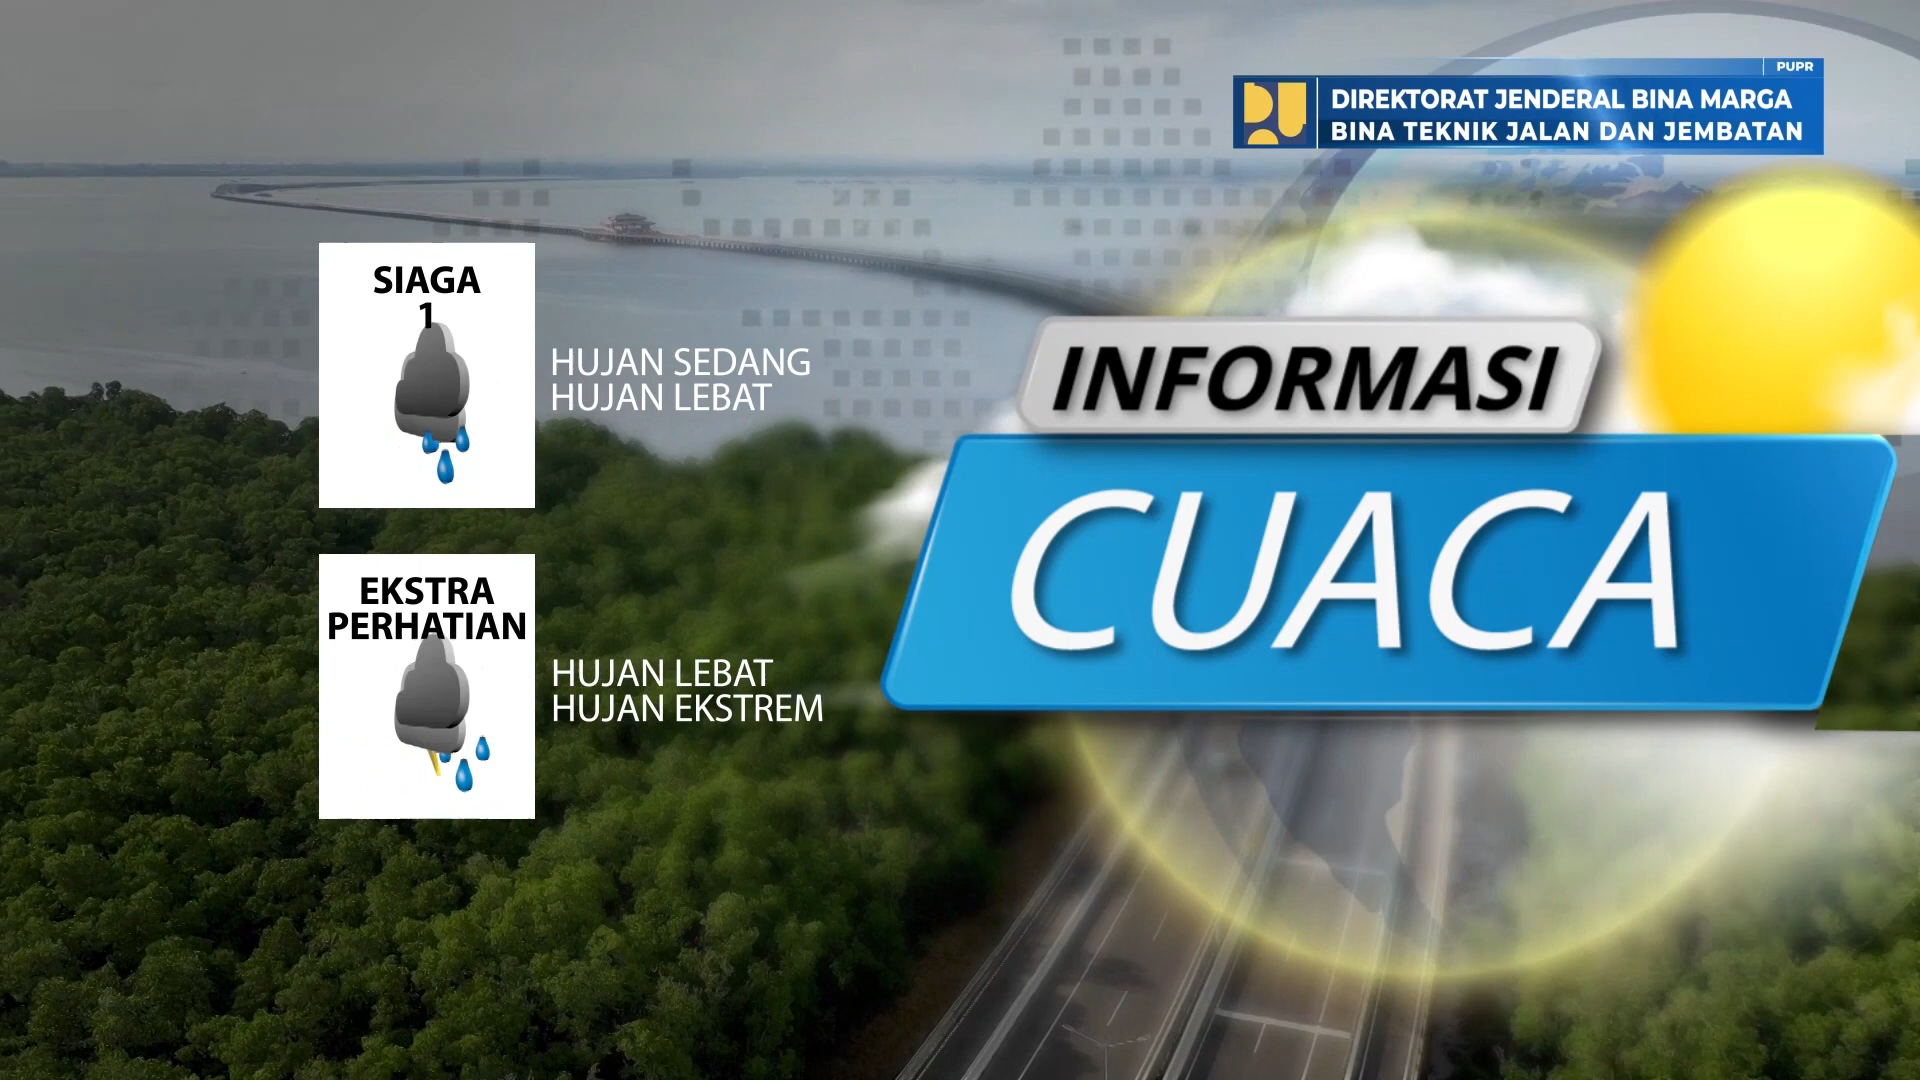 PUPR
DIREKTORAT JENDERAL BINA MARGA
BINA TEKNIK JALAN DAN JEMBATAN
SIAGA
1
HUJAN SEDANG
HUJAN LEBAT
INFORMASI
CUACA
EKSTRA
PERHATIAN
HUJAN LEBAT
HUJAN EKSTREM